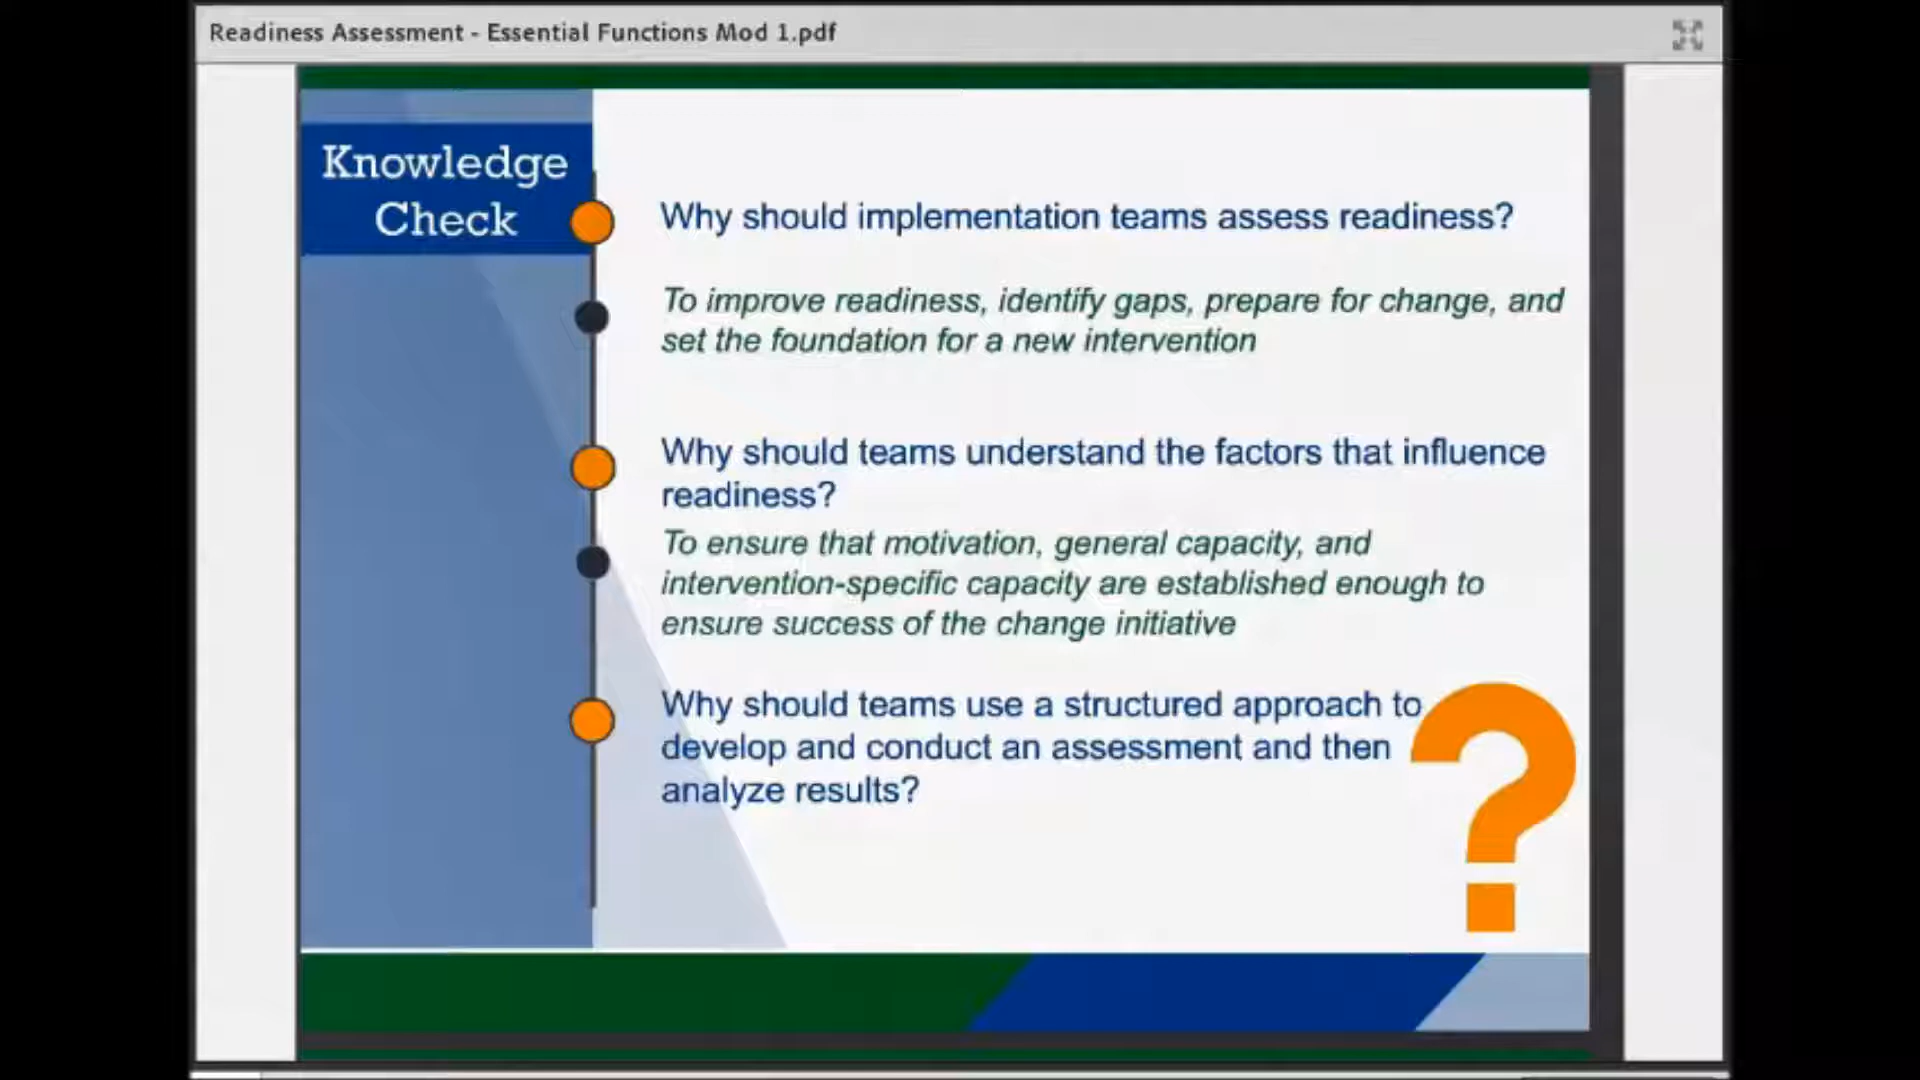 Readiness Assessment - Essential Functions Mod 1.pdf
Knowledge
Check
Why should implementation teams assess readiness?
To improve readiness, identify gaps, prepare for change, and
set the foundation for a new intervention
Why should teams understand the factors that influence
readiness?
To ensure that motivation, general capacity, and
intervention-specific capacity are established enough to
ensure success of the change initiative
Why should teams use a structured approach to
develop and conduct an assessment and then
analyze results?
?